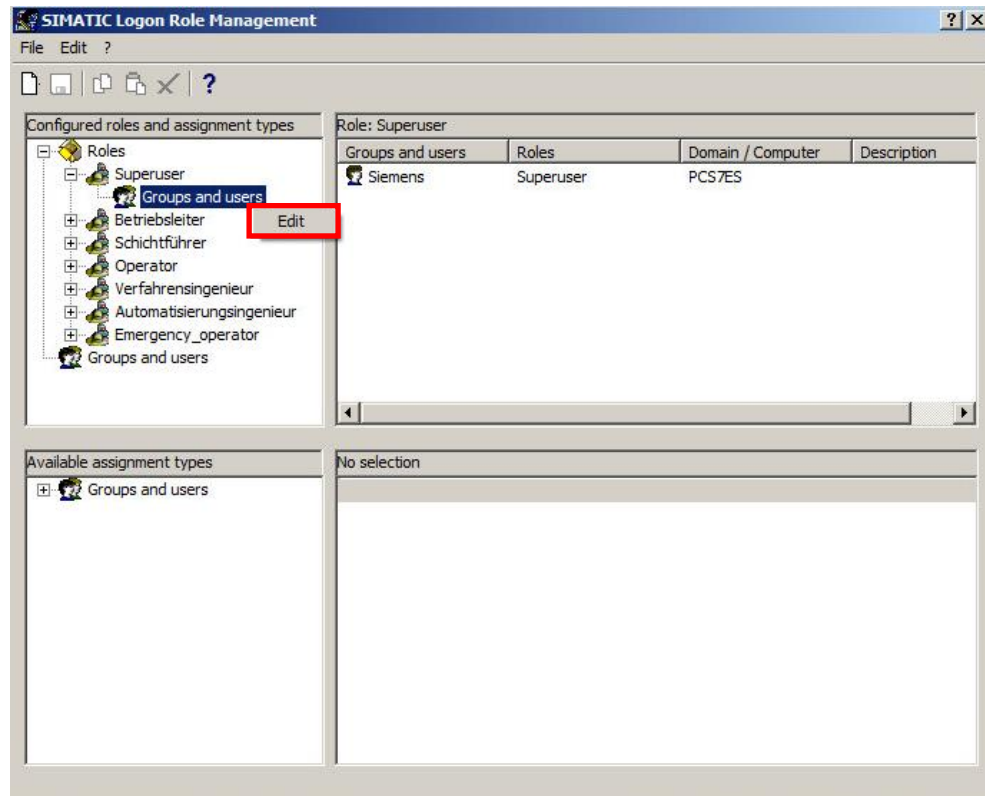 SIMATIC Logon Role Management
File Edit ?
?
Configured roles and assignment types
Roles
Superuser
Groups and users
Betriebsleiter
Edit
Schichtführer
Operator
Verfahrensingenieur
Automatisierungsingenieur
Emergency_operator
Groups and users
Role: Superuser
Groups and users Roles Domain / Computer Description
Siemens Superuser PCS7ES
Available assignment types
Groups and users
No selection